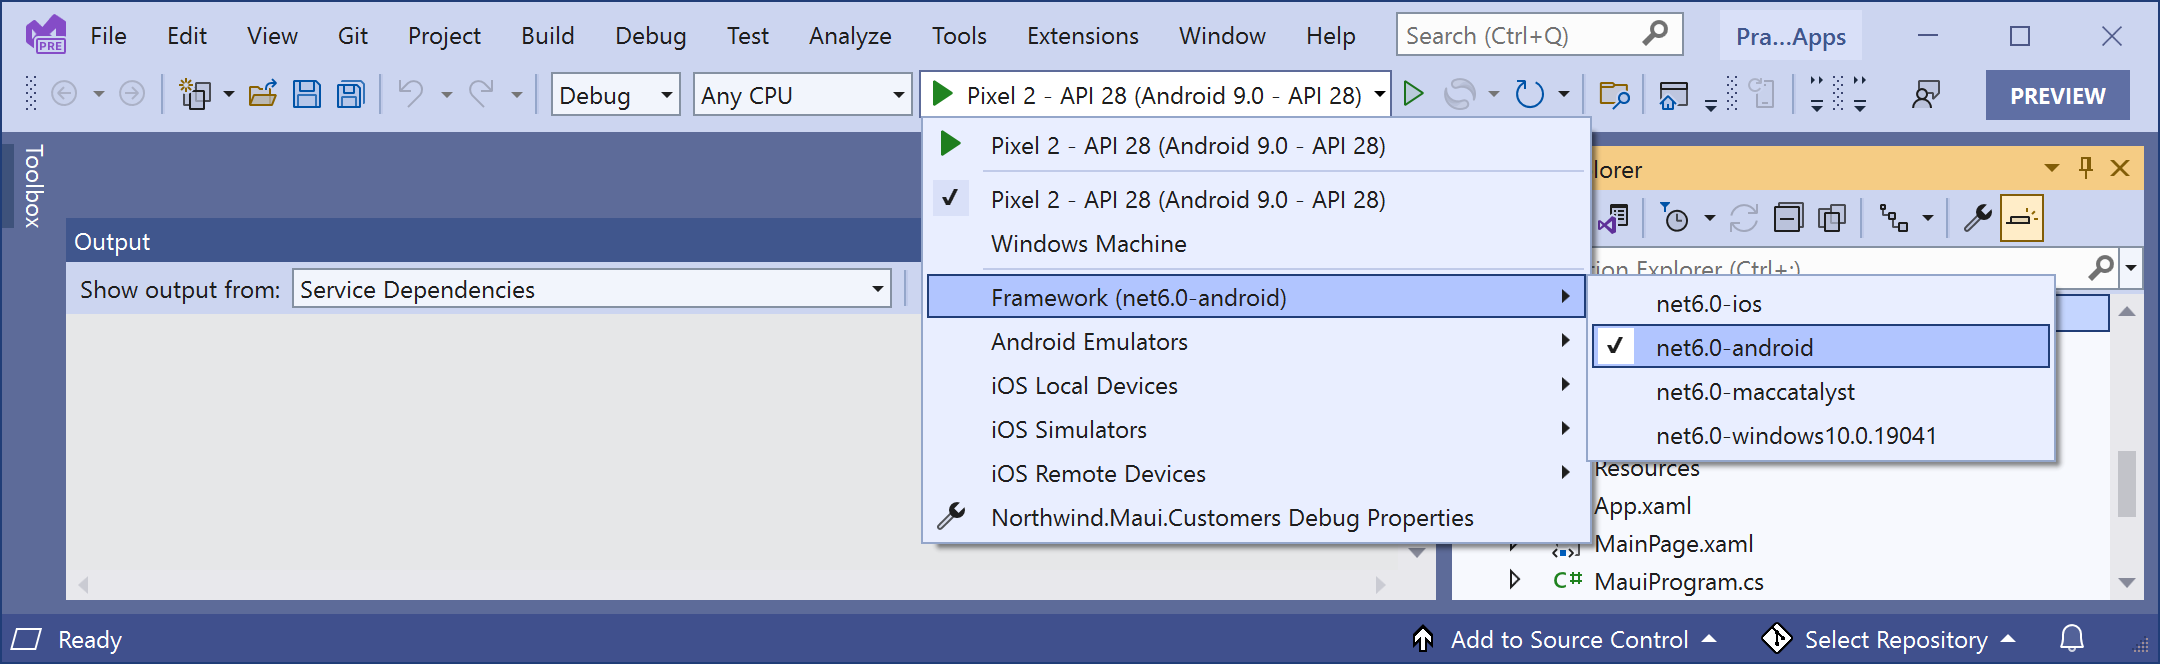 PRE File Edit View Git Project Build Debug Test Analyze Tools Extensions Window Help Search (Ctrl+Q) Pra...Apps
Debug Any CPU Pixel 2 - API 28 (Android 9.0 - API 28) PREVIEW
Toolbox
Output
Show output from: Service Dependencies
Pixel 2 - API 28 (Android 9.0 - API 28)
Pixel 2 - API 28 (Android 9.0 - API 28)
Windows Machine
Framework (net6.0-android)
Android Emulators
iOS Local Devices
iOS Simulators
iOS Remote Devices
Northwind.Maui.Customers Debug Properties
net6.0-ios
net6.0-android
net6.0-maccatalyst
net6.0-windows10.0.19041
lorer
ion Explorer (Ctrl+;)
Resources
App.xaml
MainPage.xaml
C# MauiProgram.cs
Ready Add to Source Control Select Repository